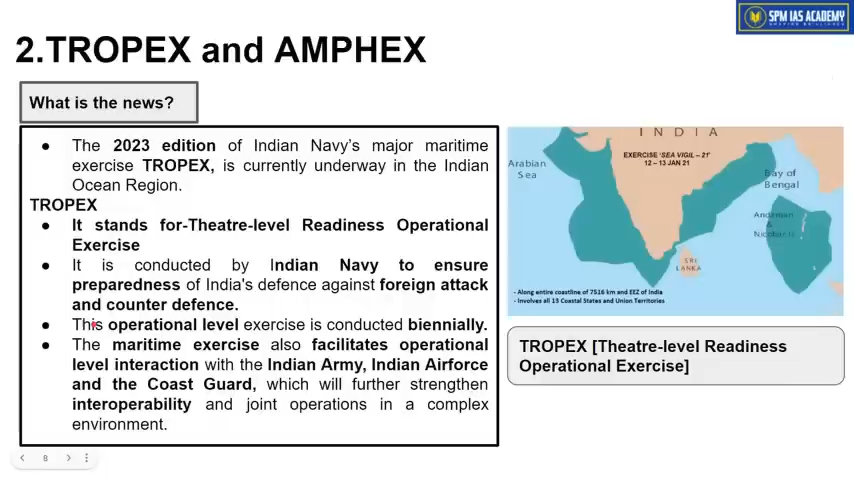 SPM IAS ACADEMY
2.TROPEX and AMPHEX
What is the news?
● The 2023 edition of Indian Navy's major maritime
exercise TROPEX, is currently underway in the Indian
Ocean Region.
TROPEX
● It stands for-Theatre-level Readiness Operational
Exercise
● It is conducted by Indian Navy to ensure
preparedness of India's defence against foreign attack
and counter defence.
● This operational level exercise is conducted biennially.
● The maritime exercise also facilitates operational
level interaction with the Indian Army, Indian Airforce
and the Coast Guard, which will further strengthen
interoperability and joint operations in a complex
environment.
INDIA
EXERCISE 'SEA VIGIL – 21'
12 – 13 JAN 21
Arabian
Sea
Bay of
Bengal
Andaman
&
Nicobar Is
SRI
LANKA
- Along entire coastline of 7516 km and EEZ of India
- Involves all 13 Coastal States and Union Territories
TROPEX [Theatre-level Readiness
Operational Exercise]
8